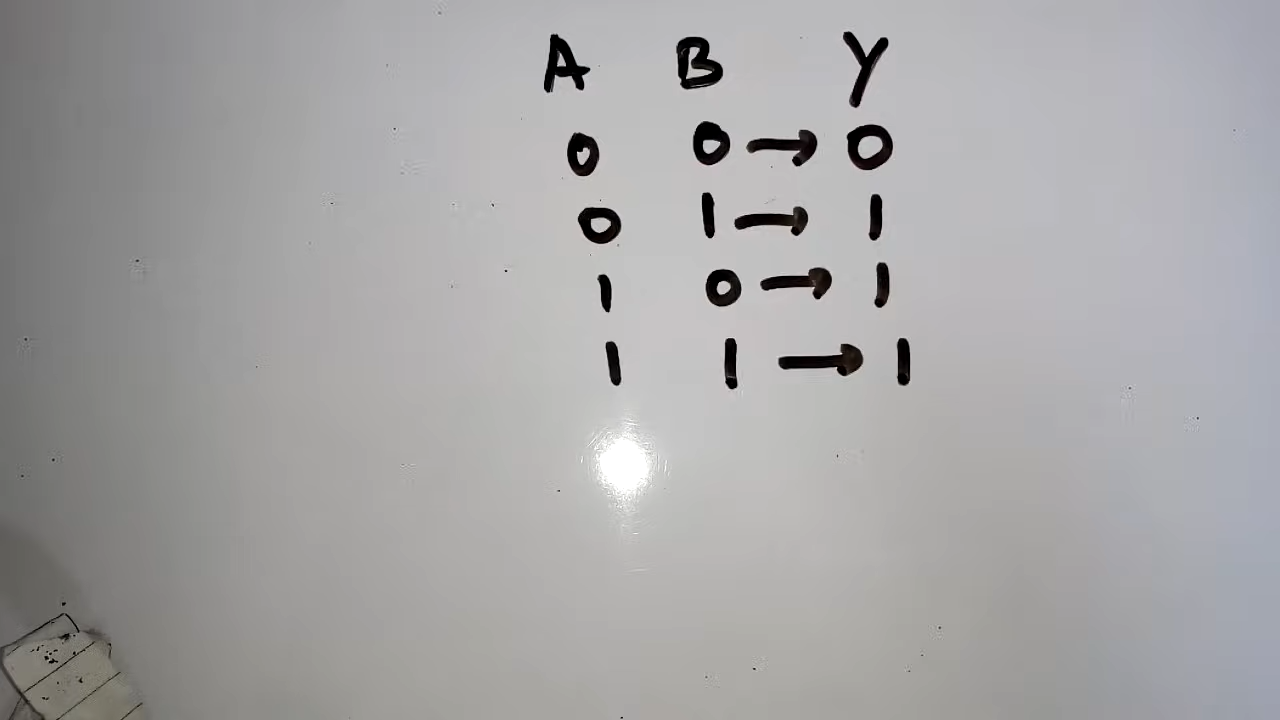 A B Y
0 0 → 0
0 1 → 1
1 0 → 1
1 1 → 1